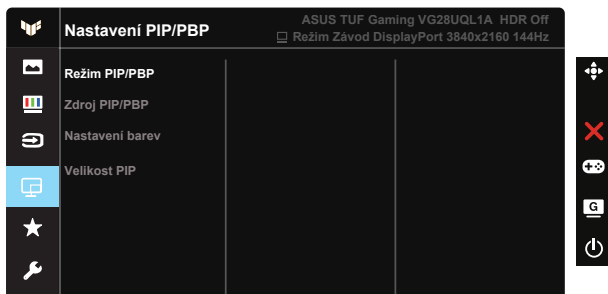 Nastavení PIP/PBP
ASUS TUF Gaming VG28UQL1A HDR Off
Režim Závod DisplayPort 3840x2160 144Hz
Režim PIP/PBP
Zdroj PIP/PBP
Nastavení barev
Velikost PIP
G